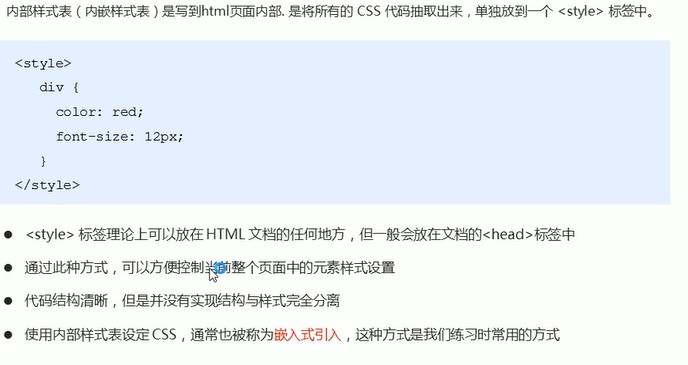 内部样式表（内嵌样式表）是写到html页面内部. 是将所有的 CSS 代码抽取出来，单独放到一个 <style> 标签中。
<style>
div {
color: red;
font-size: 12px;
}
</style>
● <style> 标签理论上可以放在 HTML 文档的任何地方，但一般会放在文档的<head>标签中
● 通过此种方式，可以方便控制当前整个页面中的元素样式设置
● 代码结构清晰，但是并没有实现结构与样式完全分离
● 使用内部样式表设定 CSS，通常也被称为嵌入式引入，这种方式是我们练习时常用的方式